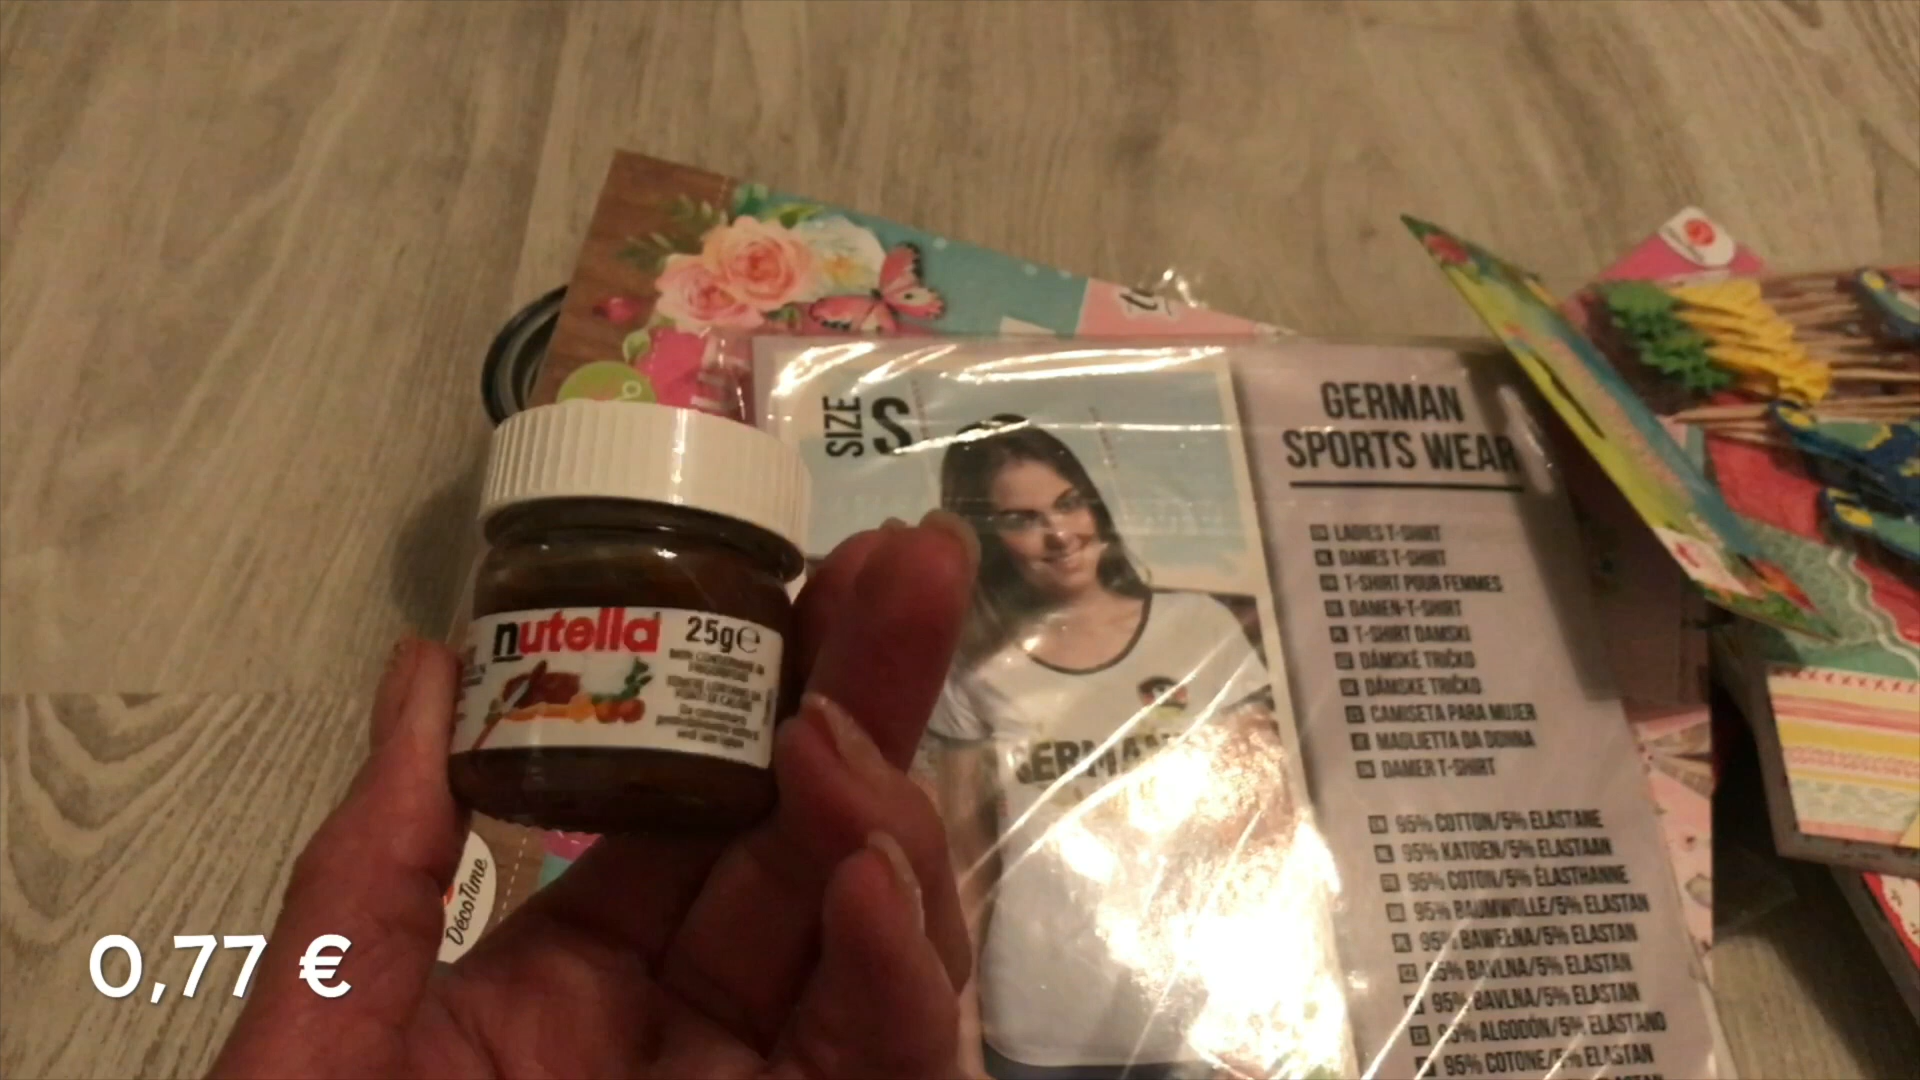 SIZE S
GERMAN
SPORTS WEAR
LADIES T-SHIRT
DAMES T-SHIRT
T-SHIRT POUR FEMMES
DAMEN-T-SHIRT
T-SHIRT DAMSKI
DÁMSKÉ TRIČKO
DÁMSKE TRIČKO
CAMISETA PARA MUJER
MAGLIETTA DA DONNA
DAMER T-SHIRT
95% COTTON/5% ELASTANE
95% KATOEN/5% ELASTAAN
95% COTON/5% ÉLASTHANNE
95% BAUMWOLLE/5% ELASTAN
95% BAWEŁNA/5% ELASTAN
95% BAVLNA/5% ELASTAN
95% BAVLNA/5% ELASTAN
95% ALGODÓN/5% ELASTANO
95% COTONE/5% ELASTAN
GERMANY
nutella 25g e
DécoTime
0,77 €